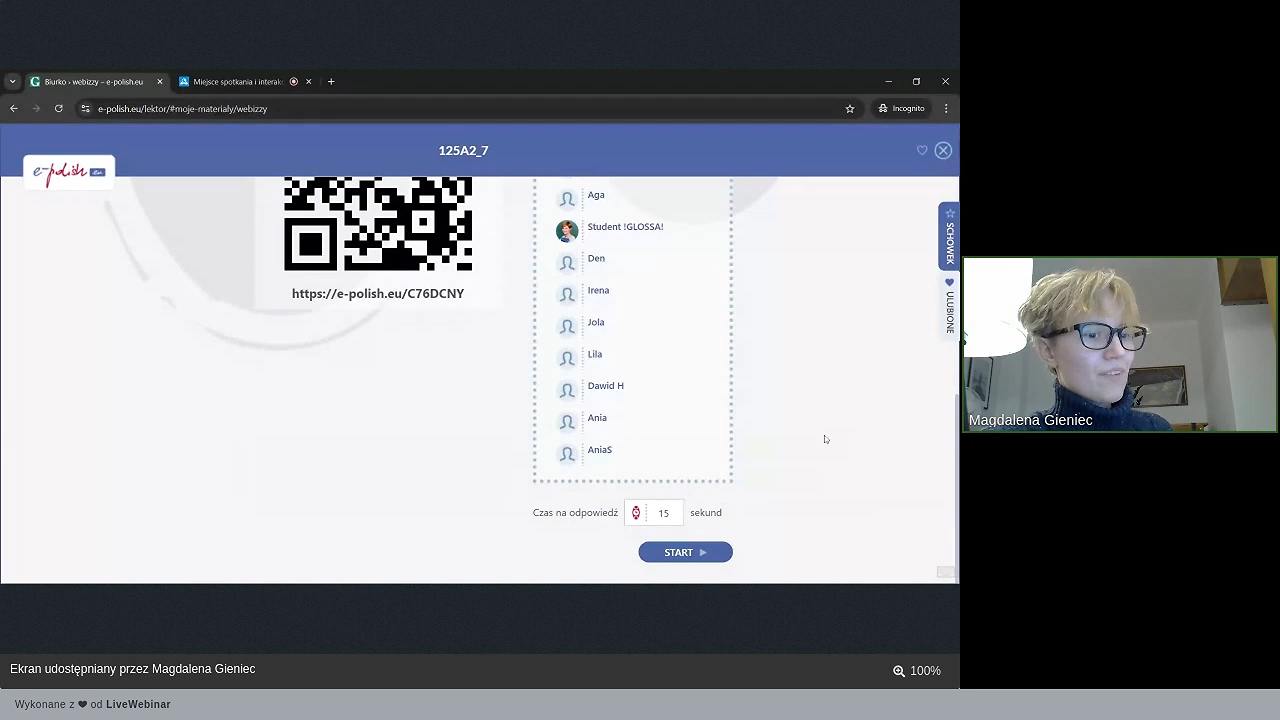 Biurko › webizzy – e-polish.eu
Miejsce spotkania i interak
e-polish.eu/lektor/#moje-materialy/webizzy
Incognito
125A2_7
e-polish .eu
SCHOWEK
ULUBIONE
https://e-polish.eu/C76DCNY
Aga
Student !GLOSSA!
Den
Irena
Jola
Lila
Dawid H
Ania
AniaS
Czas na odpowiedź 15 sekund
START
Magdalena Gieniec
Ekran udostępniany przez Magdalena Gieniec
100%
Wykonane z ❤ od LiveWebinar